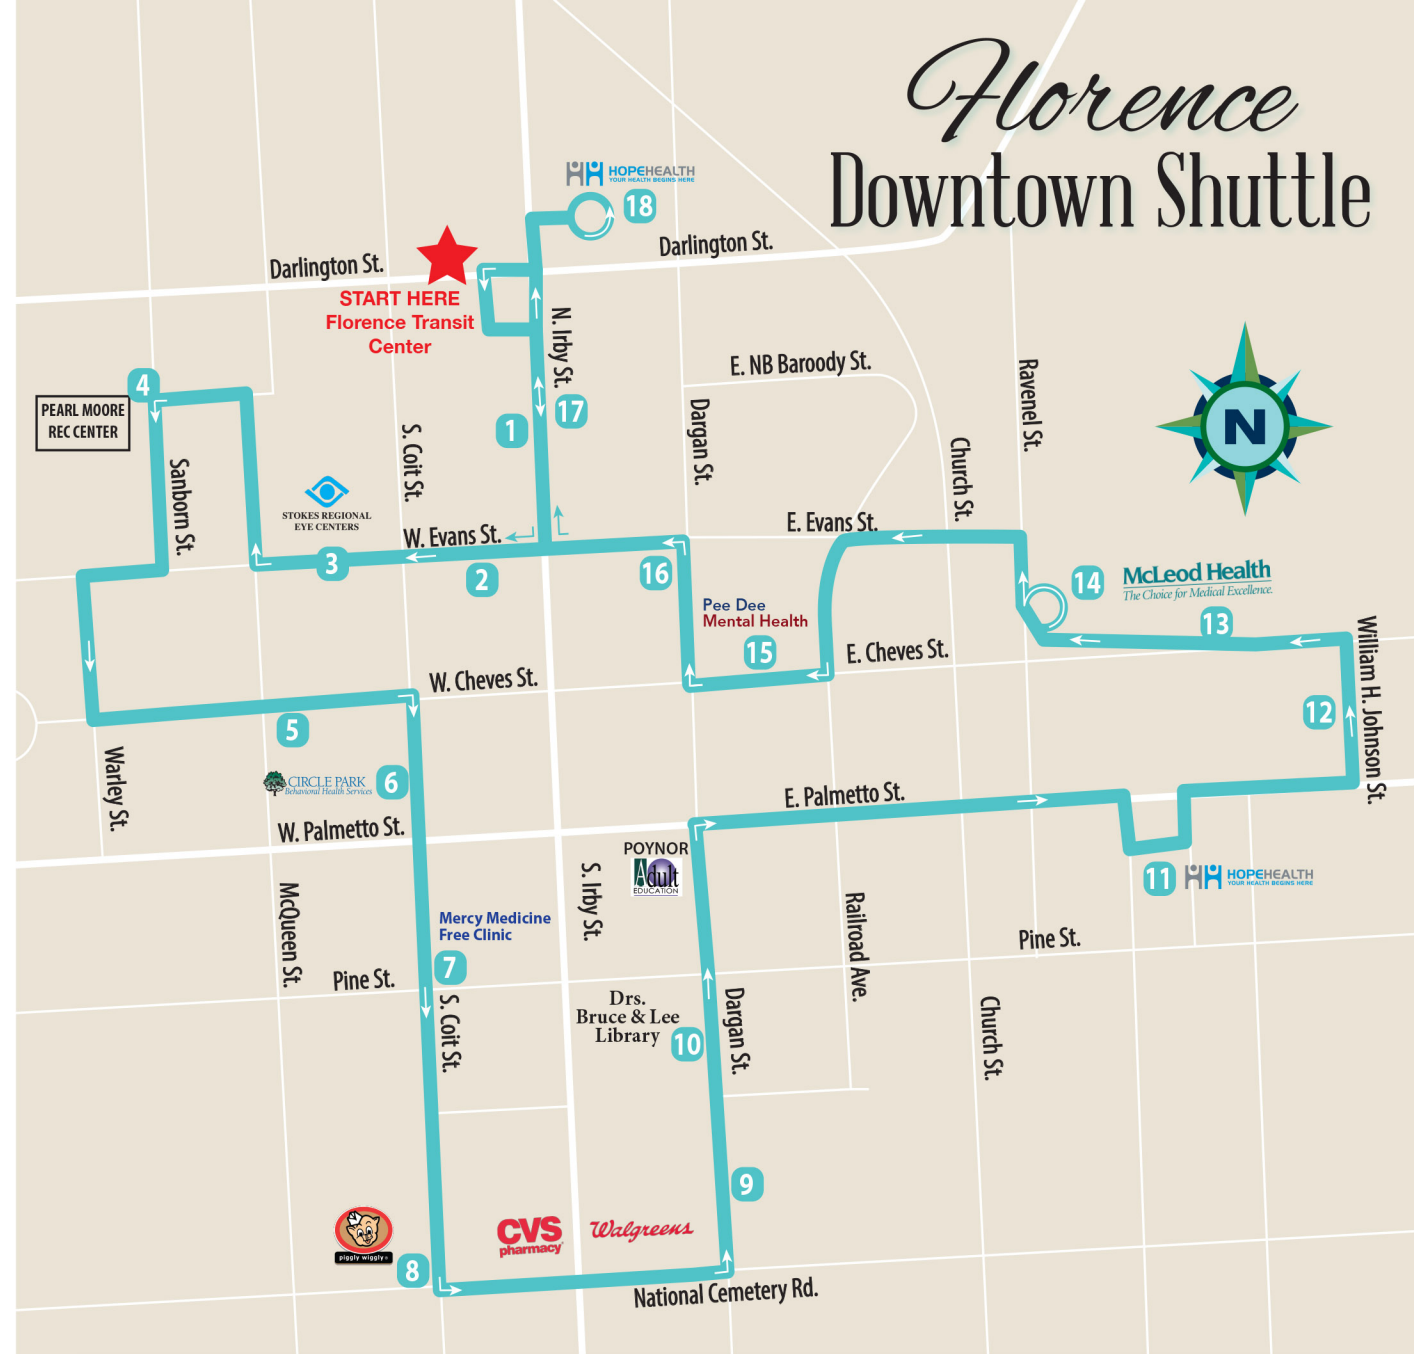 Florence
Downtown Shuttle
HOPEHEALTH
YOUR HEALTH BEGINS HERE
18
Darlington St.
Darlington St.
START HERE
Florence Transit
Center
N. Irby St.
E. NB Baroody St.
Ravenel St.
4
PEARL MOORE
REC CENTER
1
17
N
S. Coit St.
Dargan St.
Church St.
Sanborn St.
STOKES REGIONAL
EYE CENTERS
W. Evans St.
E. Evans St.
3
2
16
14
McLeod Health
The Choice for Medical Excellence.
Pee Dee
Mental Health
13
15
E. Cheves St.
William H. Johnson St.
W. Cheves St.
12
5
Warley St.
CIRCLE PARK
Behavioral Health Services
6
E. Palmetto St.
W. Palmetto St.
POYNOR
Adult
EDUCATION
11
HOPEHEALTH
YOUR HEALTH BEGINS HERE
McQueen St.
S. Irby St.
Railroad Ave.
Mercy Medicine
Free Clinic
Pine St.
7
Pine St.
S. Coit St.
Drs.
Bruce & Lee
Library
10
Dargan St.
Church St.
9
piggly wiggly
8
CVS
pharmacy
Walgreens
National Cemetery Rd.